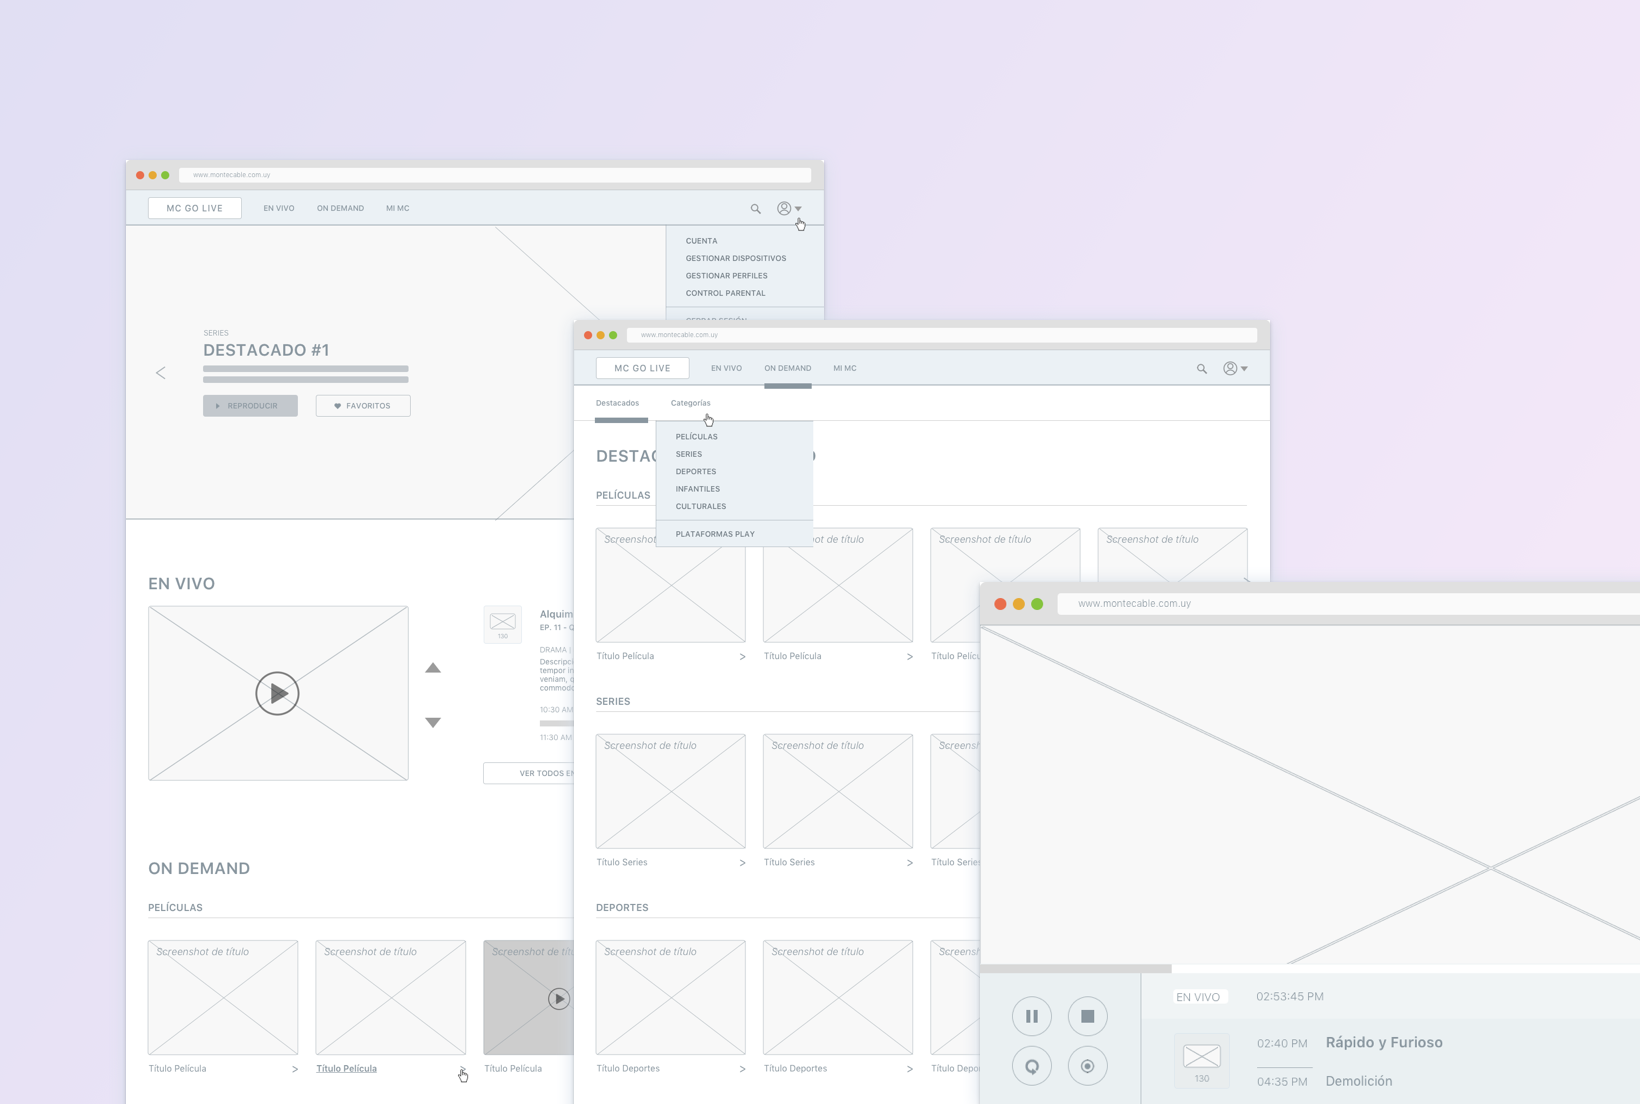 www.montecable.com.uy
MC GO LIVE
EN VIVO
ON DEMAND
MI MC
CUENTA
GESTIONAR DISPOSITIVOS
GESTIONAR PERFILES
CONTROL PARENTAL
CERRAR SESIÓN
SERIES
DESTACADO #1
REPRODUCIR
FAVORITOS
EN VIVO
130
Alquim
EP. 11 -
DRAMA |
Descripci
tempor in
veniam, q
commodo
10:30 AM
11:30 AM
VER TODOS EN
ON DEMAND
PELÍCULAS
Screenshot de título
Screenshot de título
Screenshot de tít
Título Película
>
Título Película
Título Película
www.montecable.com.uy
MC GO LIVE
EN VIVO
ON DEMAND
MI MC
Destacados
Categorías
PELÍCULAS
SERIES
DEPORTES
INFANTILES
CULTURALES
PLATAFORMAS PLAY
DESTAC
PELÍCULAS
Screenshot
ot de título
Screenshot de título
Screenshot de título
Título Película
>
Título Película
>
Título Pelíc
SERIES
Screenshot de título
Screenshot de título
Screens
Título Series
>
Título Series
>
Título Serie
DEPORTES
Screenshot de título
Screenshot de título
Screens
Título Deportes
>
Título Deportes
>
Título Depo
www.montecable.com.uy
EN VIVO
02:53:45 PM
130
02:40 PM
Rápido y Furioso
04:35 PM
Demolición